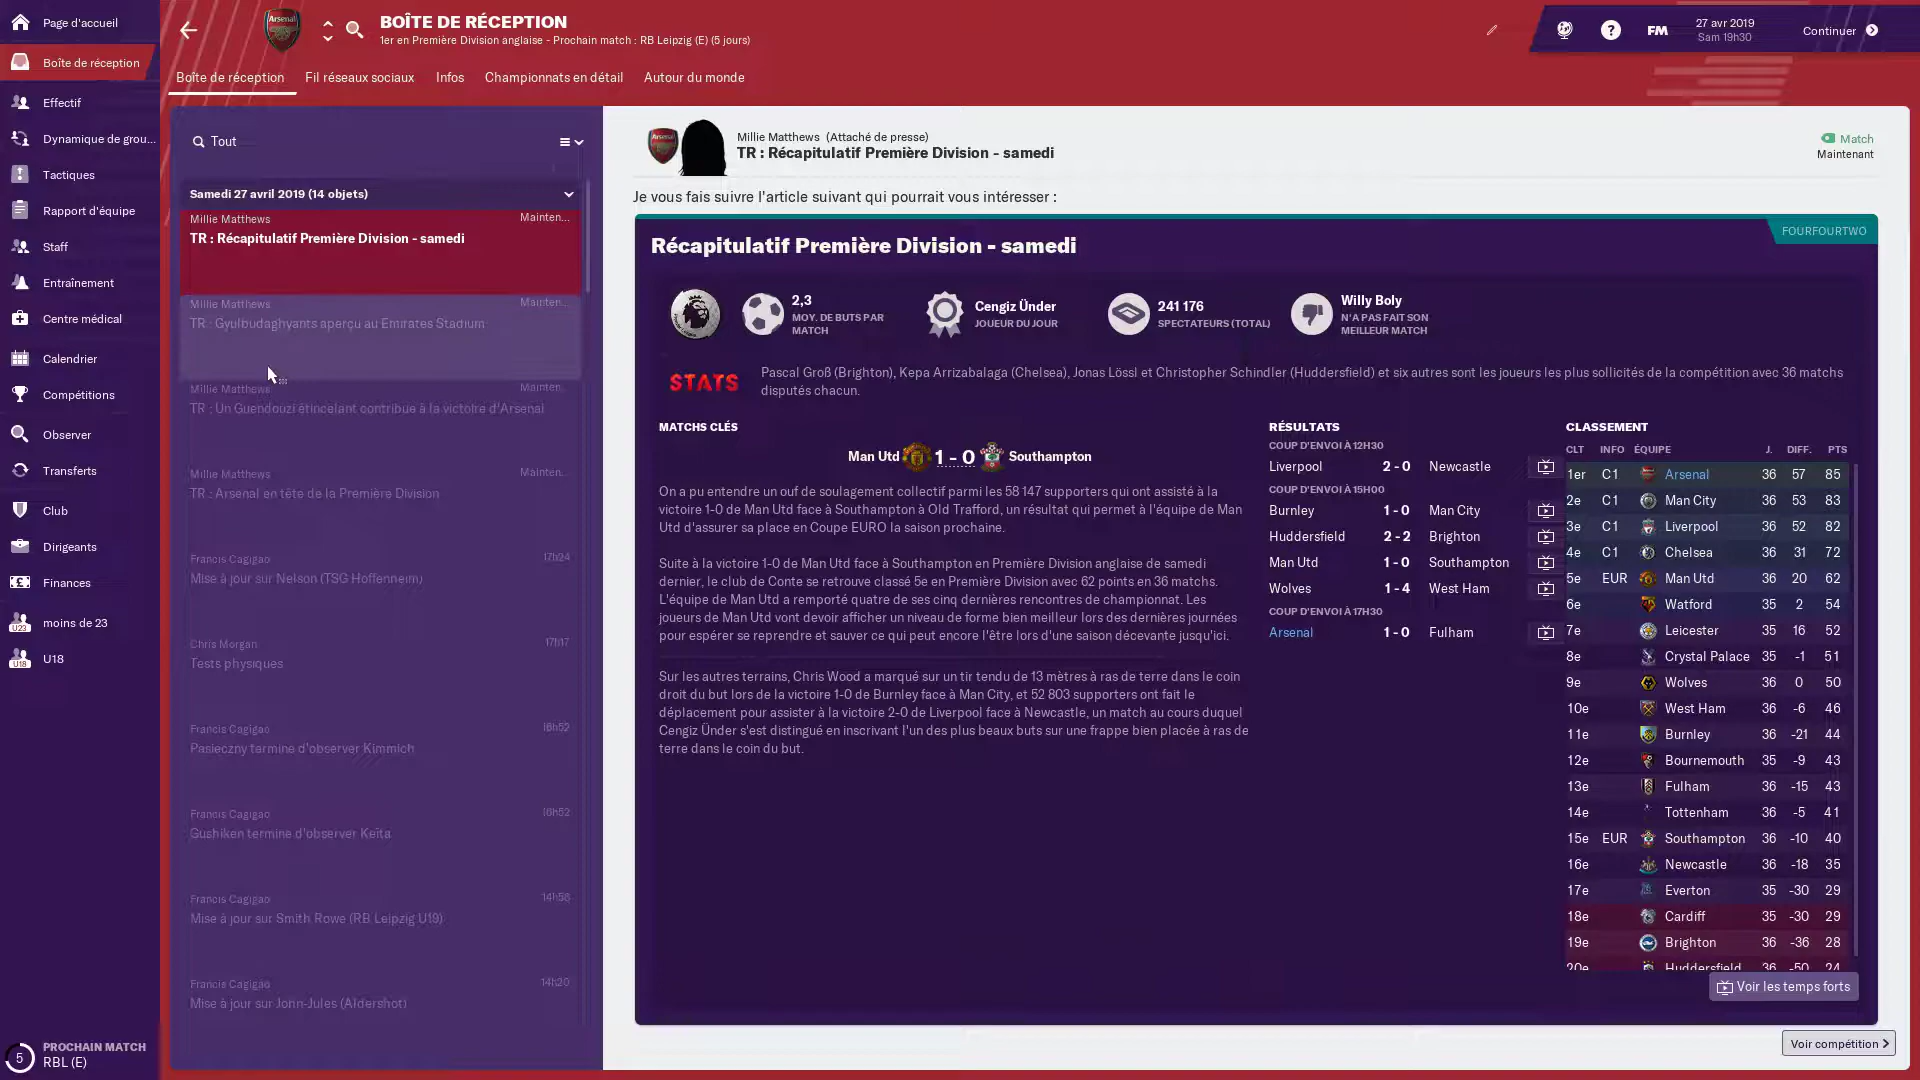 Page d'accueil
Boîte de réception
Effectif
Dynamique de grou...
Tactiques
Rapport d'équipe
Staff
Entraînement
Centre médical
Calendrier
Compétitions
Observer
Transferts
Club
Dirigeants
Finances
U23 moins de 23
U18 U18
5 PROCHAIN MATCH
RBL (E)
Arsenal
BOÎTE DE RÉCEPTION
1er en Première Division anglaise - Prochain match : RB Leipzig (E) (5 jours)
? FM
27 avr 2019
Sam 19h30
Continuer
Boîte de réception Fil réseaux sociaux Infos Championnats en détail Autour du monde
Tout
Samedi 27 avril 2019 (14 objets)
Millie Matthews Mainten...
TR : Récapitulatif Première Division - samedi
Millie Matthews Mainten...
TR : Gyulbudaghyants aperçu au Emirates Stadium
Millie Matthews Mainten...
TR : Un Guendouzi étincelant contribue à la victoire d'Arsenal
Millie Matthews Mainten...
TR : Arsenal en tête de la Première Division
Francis Cagigao 17h24
Mise à jour sur Nelson (TSG Hoffenheim)
Chris Morgan 17h17
Tests physiques
Francis Cagigao 16h52
Pasieczny termine d'observer Kimmich
Francis Cagigao 16h52
Gushiken termine d'observer Keïta
Francis Cagigao 14h58
Mise à jour sur Smith Rowe (RB Leipzig U19)
Francis Cagigao 14h20
Mise à jour sur John-Jules (Aldershot)
Millie Matthews (Attaché de presse)
TR : Récapitulatif Première Division - samedi
Match
Maintenant
Je vous fais suivre l'article suivant qui pourrait vous intéresser :
FOURFOURTWO
Récapitulatif Première Division - samedi
2,3
MOY. DE BUTS PAR
MATCH
Cengiz Ünder
JOUEUR DU JOUR
241 176
SPECTATEURS (TOTAL)
Willy Boly
N'A PAS FAIT SON
MEILLEUR MATCH
STATS
Pascal Groß (Brighton), Kepa Arrizabalaga (Chelsea), Jonas Lössl et Christopher Schindler (Huddersfield) et six autres sont les joueurs les plus sollicités de la compétition avec 36 matchs
disputés chacun.
MATCHS CLÉS
Man Utd 1 - 0 Southampton
On a pu entendre un ouf de soulagement collectif parmi les 58 147 supporters qui ont assisté à la
victoire 1-0 de Man Utd face à Southampton à Old Trafford, un résultat qui permet à l'équipe de Man
Utd d'assurer sa place en Coupe EURO la saison prochaine.
Suite à la victoire 1-0 de Man Utd face à Southampton en Première Division anglaise de samedi
dernier, le club de Conte se retrouve classé 5e en Première Division avec 62 points en 36 matchs.
L'équipe de Man Utd a remporté quatre de ses cinq dernières rencontres de championnat. Les
joueurs de Man Utd vont devoir afficher un niveau de forme bien meilleur lors des dernières journées
pour espérer se reprendre et sauver ce qui peut encore l'être lors d'une saison décevante jusqu'ici.
Sur les autres terrains, Chris Wood a marqué sur un tir tendu de 13 mètres à ras de terre dans le coin
droit du but lors de la victoire 1-0 de Burnley face à Man City, et 52 803 supporters ont fait le
déplacement pour assister à la victoire 2-0 de Liverpool face à Newcastle, un match au cours duquel
Cengiz Ünder s'est distingué en inscrivant l'un des plus beaux buts sur une frappe bien placée à ras de
terre dans le coin du but.
RÉSULTATS
COUP D'ENVOI À 12H30
Liverpool 2 - 0 Newcastle
COUP D'ENVOI À 15H00
Burnley 1 - 0 Man City
Huddersfield 2 - 2 Brighton
Man Utd 1 - 0 Southampton
Wolves 1 - 4 West Ham
COUP D'ENVOI À 17H30
Arsenal 1 - 0 Fulham
CLASSEMENT
CLT INFO ÉQUIPE J. DIFF. PTS
1er C1 Arsenal 36 57 85
2e C1 Man City 36 53 83
3e C1 Liverpool 36 52 82
4e C1 Chelsea 36 31 72
5e EUR Man Utd 36 20 62
6e Watford 35 2 54
7e Leicester 35 16 52
8e Crystal Palace 35 -1 51
9e Wolves 36 0 50
10e West Ham 36 -6 46
11e Burnley 36 -21 44
12e Bournemouth 35 -9 43
13e Fulham 36 -15 43
14e Tottenham 36 -5 41
15e EUR Southampton 36 -10 40
16e Newcastle 36 -18 35
17e Everton 35 -30 29
18e Cardiff 35 -30 29
19e Brighton 36 -36 28
20e Huddersfield 36 -50 24
Voir les temps forts
Voir compétition